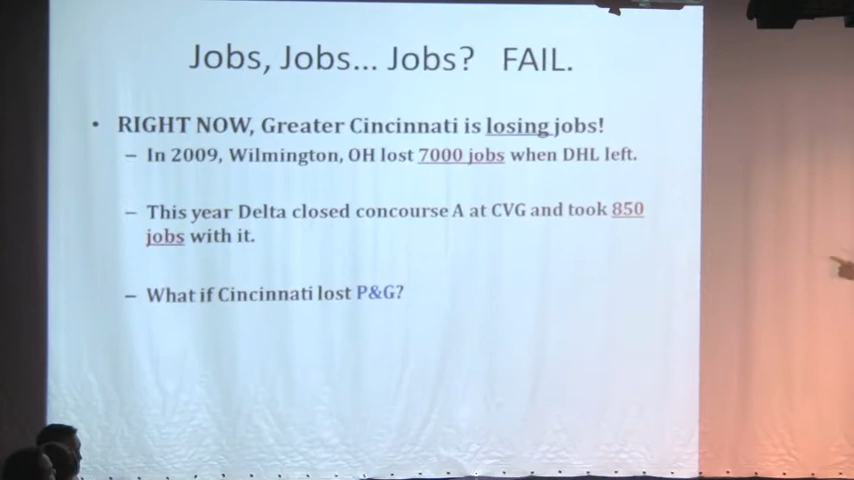 Jobs, Jobs... Jobs? FAIL.
• RIGHT NOW, Greater Cincinnati is losing jobs!
– In 2009, Wilmington, OH lost 7000 jobs when DHL left.
– This year Delta closed concourse A at CVG and took 850
jobs with it.
– What if Cincinnati lost P&G?